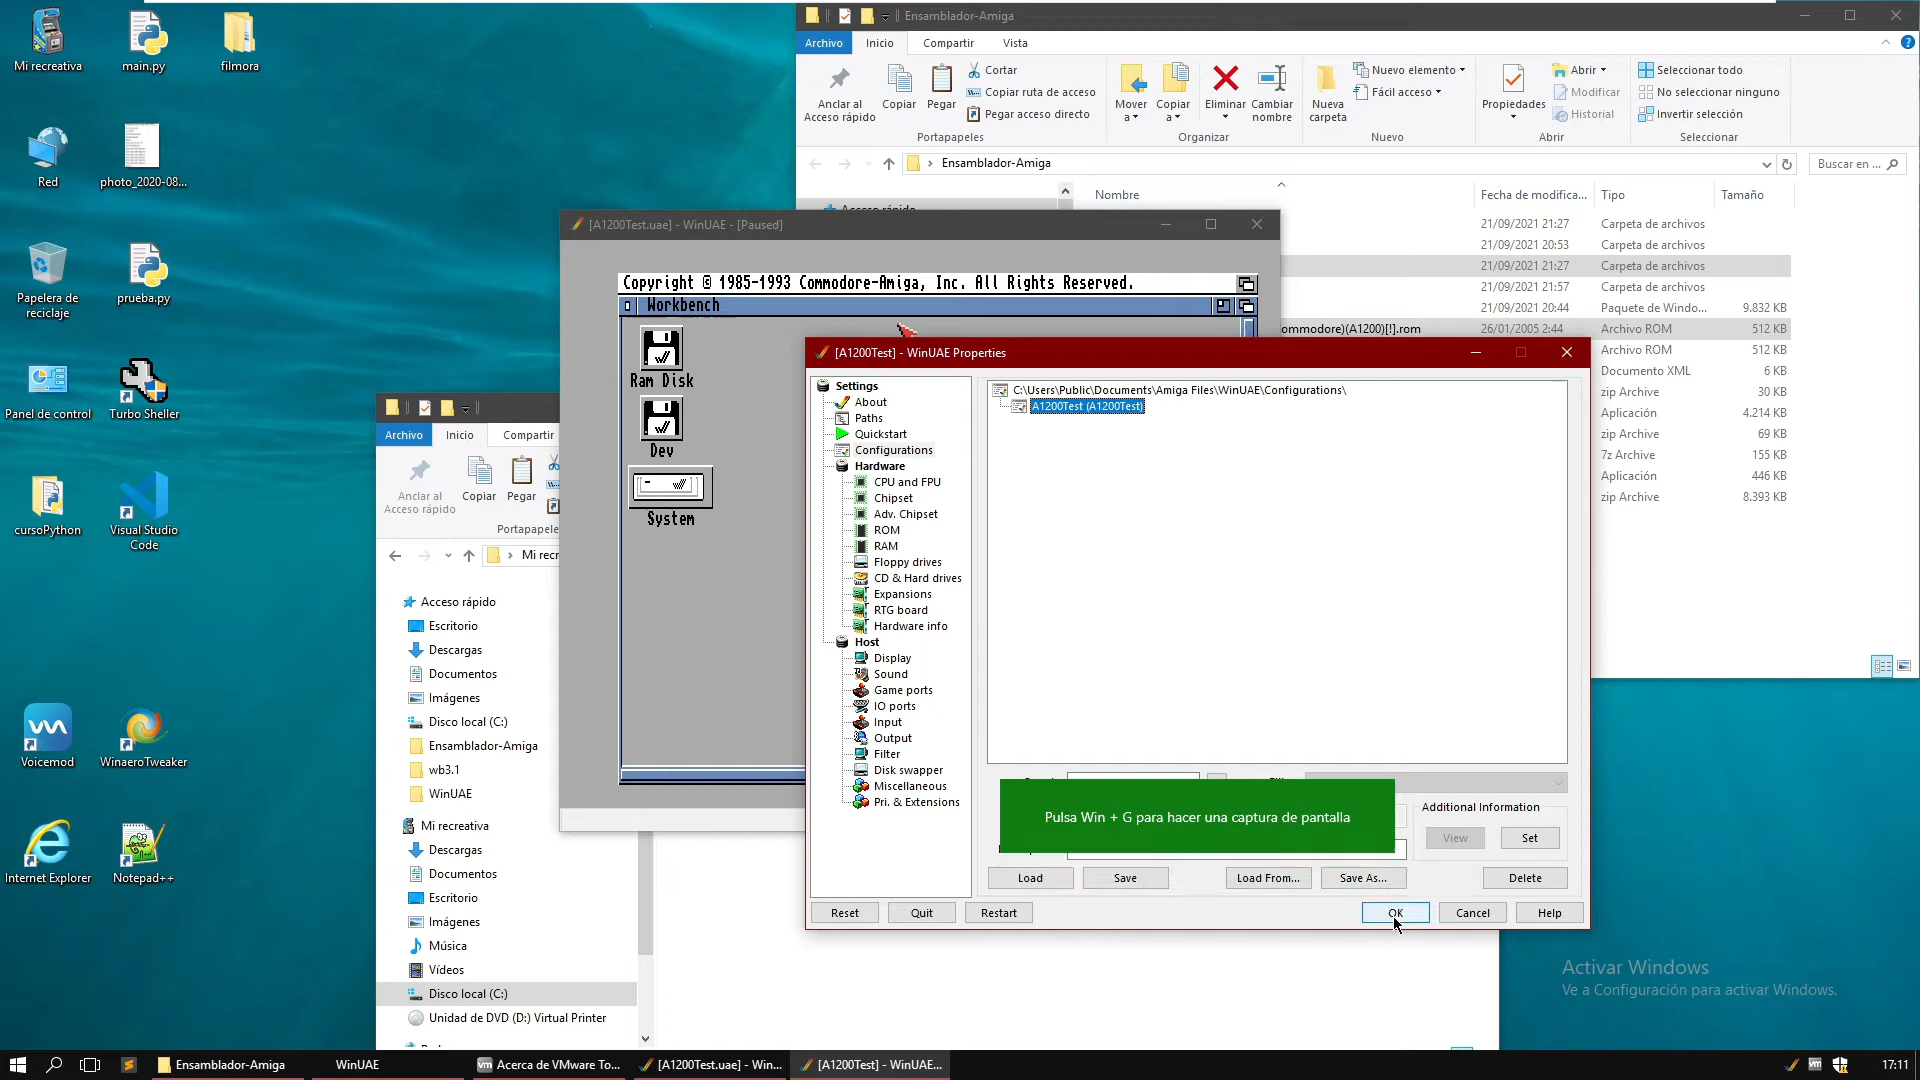 Mi recreativa
main.py
filmora
Red
photo_2020-08...
Papelera de
reciclaje
prueba.py
Panel de control
Turbo Sheller
cursoPython
Visual Studio
Code
Voicemod
WinaeroTweaker
Internet Explorer
Notepad++
Ensamblador-Amiga
Archivo
Inicio
Compartir
Vista
Anclar al
Acceso rápido
Copiar
Pegar
Cortar
Copiar ruta de acceso
Pegar acceso directo
Portapapeles
Mover
a
Copiar
a
Eliminar
Cambiar
nombre
Organizar
Nueva
carpeta
Nuevo elemento
Fácil acceso
Nuevo
Propiedades
Abrir
Modificar
Historial
Abrir
Seleccionar todo
No seleccionar ninguno
Invertir selección
Seleccionar
Ensamblador-Amiga
Buscar en ...
Nombre
Fecha de modifica...
Tipo
Tamaño
21/09/2021 21:27 Carpeta de archivos
21/09/2021 20:53 Carpeta de archivos
21/09/2021 21:27 Carpeta de archivos
21/09/2021 21:57 Carpeta de archivos
21/09/2021 20:44 Paquete de Windo... 9.832 KB
ommodore)(A1200)[!].rom 26/01/2005 2:44 Archivo ROM 512 KB
Archivo ROM 512 KB
Documento XML 6 KB
zip Archive 30 KB
Aplicación 4.214 KB
zip Archive 69 KB
7z Archive 155 KB
Aplicación 446 KB
zip Archive 8.393 KB
[A1200Test.uae] - WinUAE - [Paused]
Copyright © 1985-1993 Commodore-Amiga, Inc. All Rights Reserved.
Workbench
Ram Disk
Dev
System
Archivo
Inicio
Compartir
Anclar al
Acceso rápido
Copiar
Pegar
Portapapele
Mi recr
Acceso rápido
Escritorio
Descargas
Documentos
Imágenes
Disco local (C:)
Ensamblador-Amiga
wb3.1
WinUAE
Mi recreativa
Descargas
Documentos
Escritorio
Imágenes
Música
Vídeos
Disco local (C:)
Unidad de DVD (D:) Virtual Printer
[A1200Test] - WinUAE Properties
Settings
About
Paths
Quickstart
Configurations
Hardware
CPU and FPU
Chipset
Adv. Chipset
ROM
RAM
Floppy drives
CD & Hard drives
Expansions
RTG board
Hardware info
Host
Display
Sound
Game ports
IO ports
Input
Output
Filter
Disk swapper
Miscellaneous
Pri. & Extensions
C:\Users\Public\Documents\Amiga Files\WinUAE\Configurations\
A1200Test (A1200Test)
Pulsa Win + G para hacer una captura de pantalla
Additional Information
View
Set
Load
Save
Load From...
Save As...
Delete
Reset
Quit
Restart
OK
Cancel
Help
Activar Windows
Ve a Configuración para activar Windows.
Ensamblador-Amiga
WinUAE
Acerca de VMware To...
[A1200Test.uae] - Win...
[A1200Test] - WinUAE...
17:11